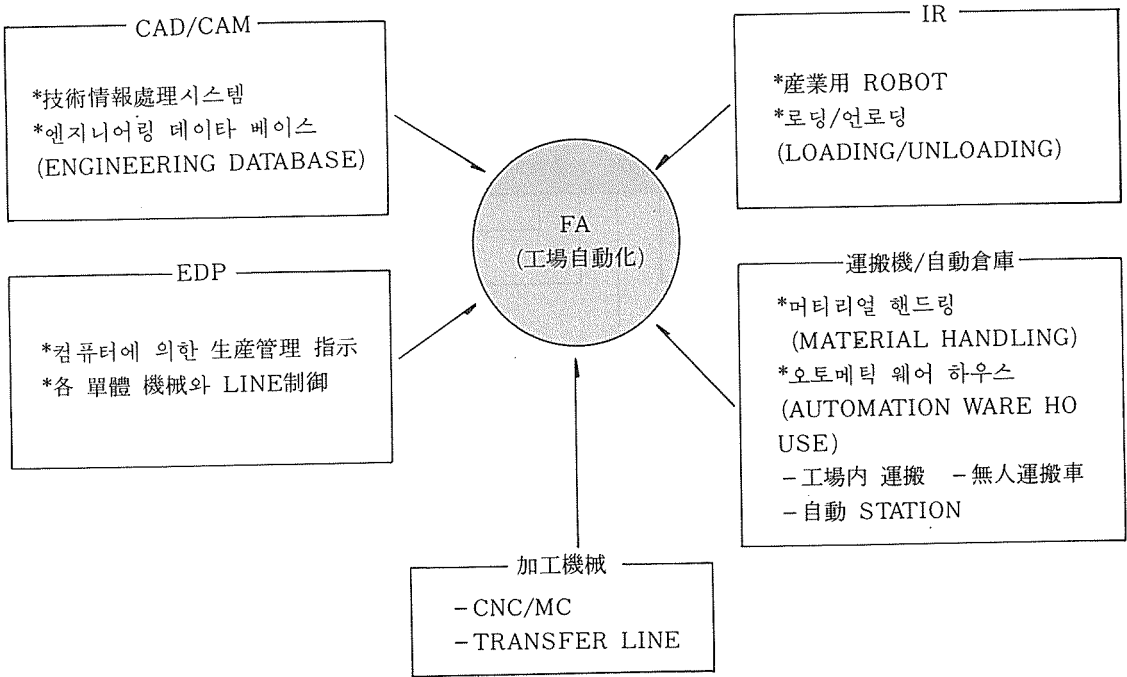 CAD/CAM
*技術情報處理시스템
*엔지니어링 데이타 베이스
(ENGINEERING DATABASE)
IR
*産業用 ROBOT
*로딩/언로딩
(LOADING/UNLOADING)
FA
(工場自動化)
EDP
*컴퓨터에 의한 生産管理 指示
*各 單體 機械와 LINE制御
運搬機/自動倉庫
*머티리얼 핸드링
(MATERIAL HANDLING)
*오토메틱 웨어 하우스
(AUTOMATION WARE HO
USE)
－工場內 運搬 －無人運搬車
－自動 STATION
加工機械
－CNC/MC
－TRANSFER LINE